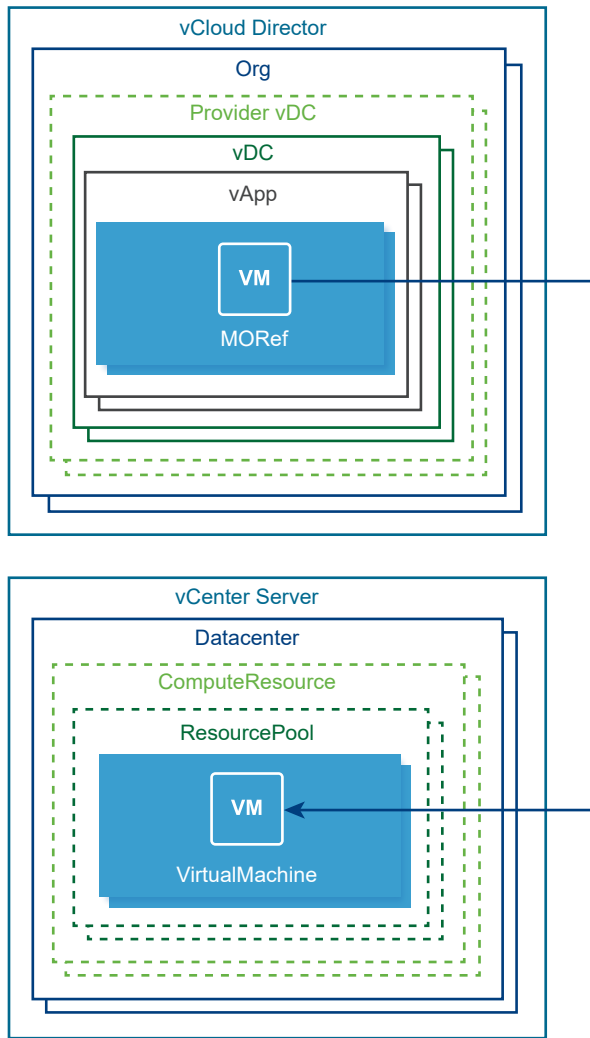 vCloud Director
Org
Provider vDC
vDC
vApp
VM
MORef
vCenter Server
Datacenter
ComputeResource
ResourcePool
VM
VirtualMachine